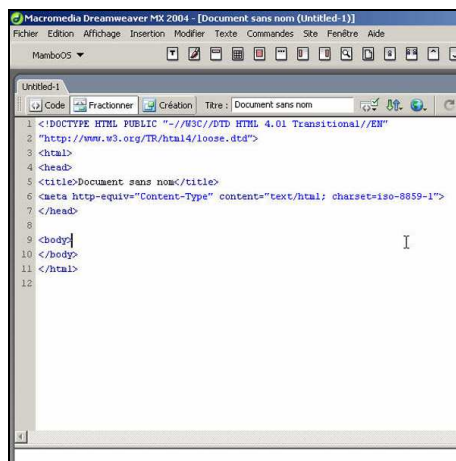 Macromedia Dreamweaver MX 2004 - [Document sans nom (Untitled-1)]
Fichier Edition Affichage Insertion Modifier Texte Commandes Site Fenêtre Aide
MamboOS
Untitled-1
Code Fractionner Création Titre : Document sans nom
1 <!DOCTYPE HTML PUBLIC "-//W3C//DTD HTML 4.01 Transitional//EN"
2 "http://www.w3.org/TR/html4/loose.dtd">
3 <html>
4 <head>
5 <title>Document sans nom</title>
6 <meta http-equiv="Content-Type" content="text/html; charset=iso-8859-1">
7 </head>
8
9 <body>
10 </body>
11 </html>
12